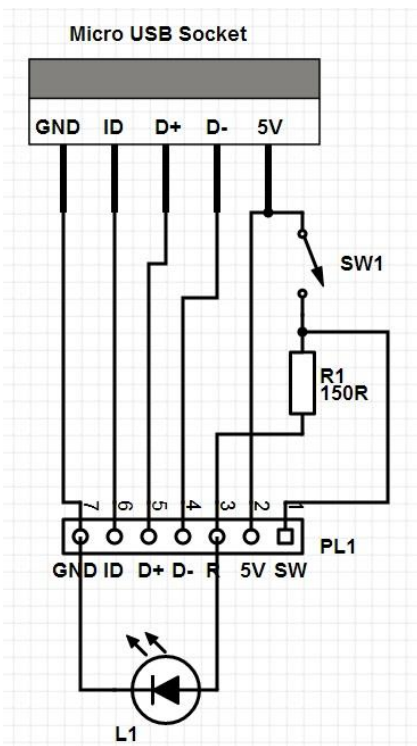 Micro USB Socket
GND ID D+ D- 5V
SW1
R1
150R
7 6 5 4 3 2 1
PL1
GND ID D+ D- R 5V SW
L1